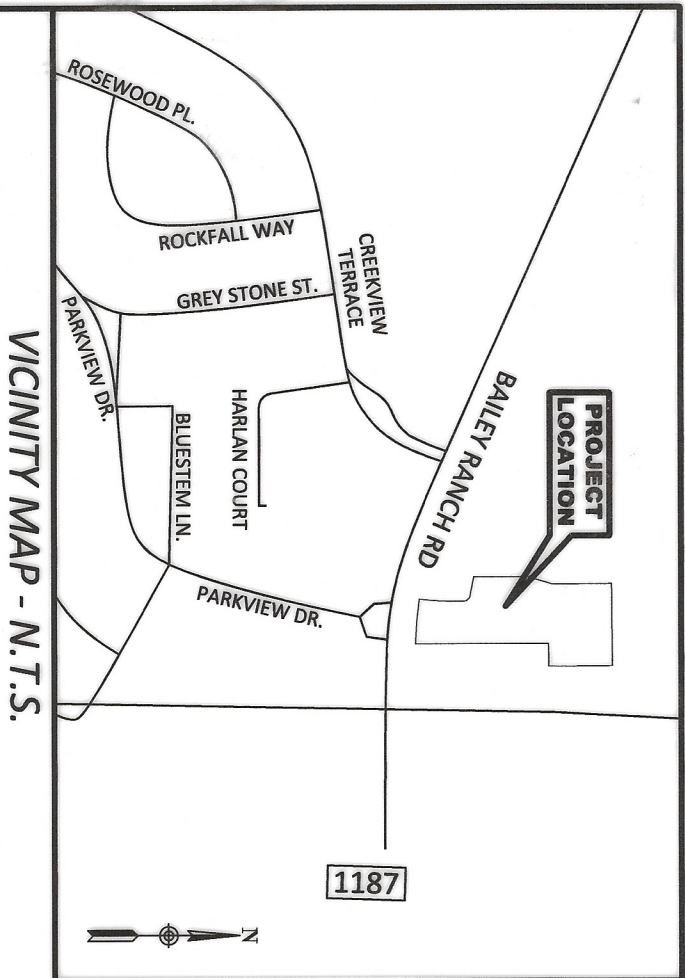 ROSEWOOD PL.
ROCKFALL WAY
GREY STONE ST.
CREEKVIEW
TERRACE
PARKVIEW DR.
HARLAN COURT
BLUESTEM LN.
BAILEY RANCH RD
PROJECT
LOCATION
PARKVIEW DR.
1187
N
VICINITY MAP - N.T.S.